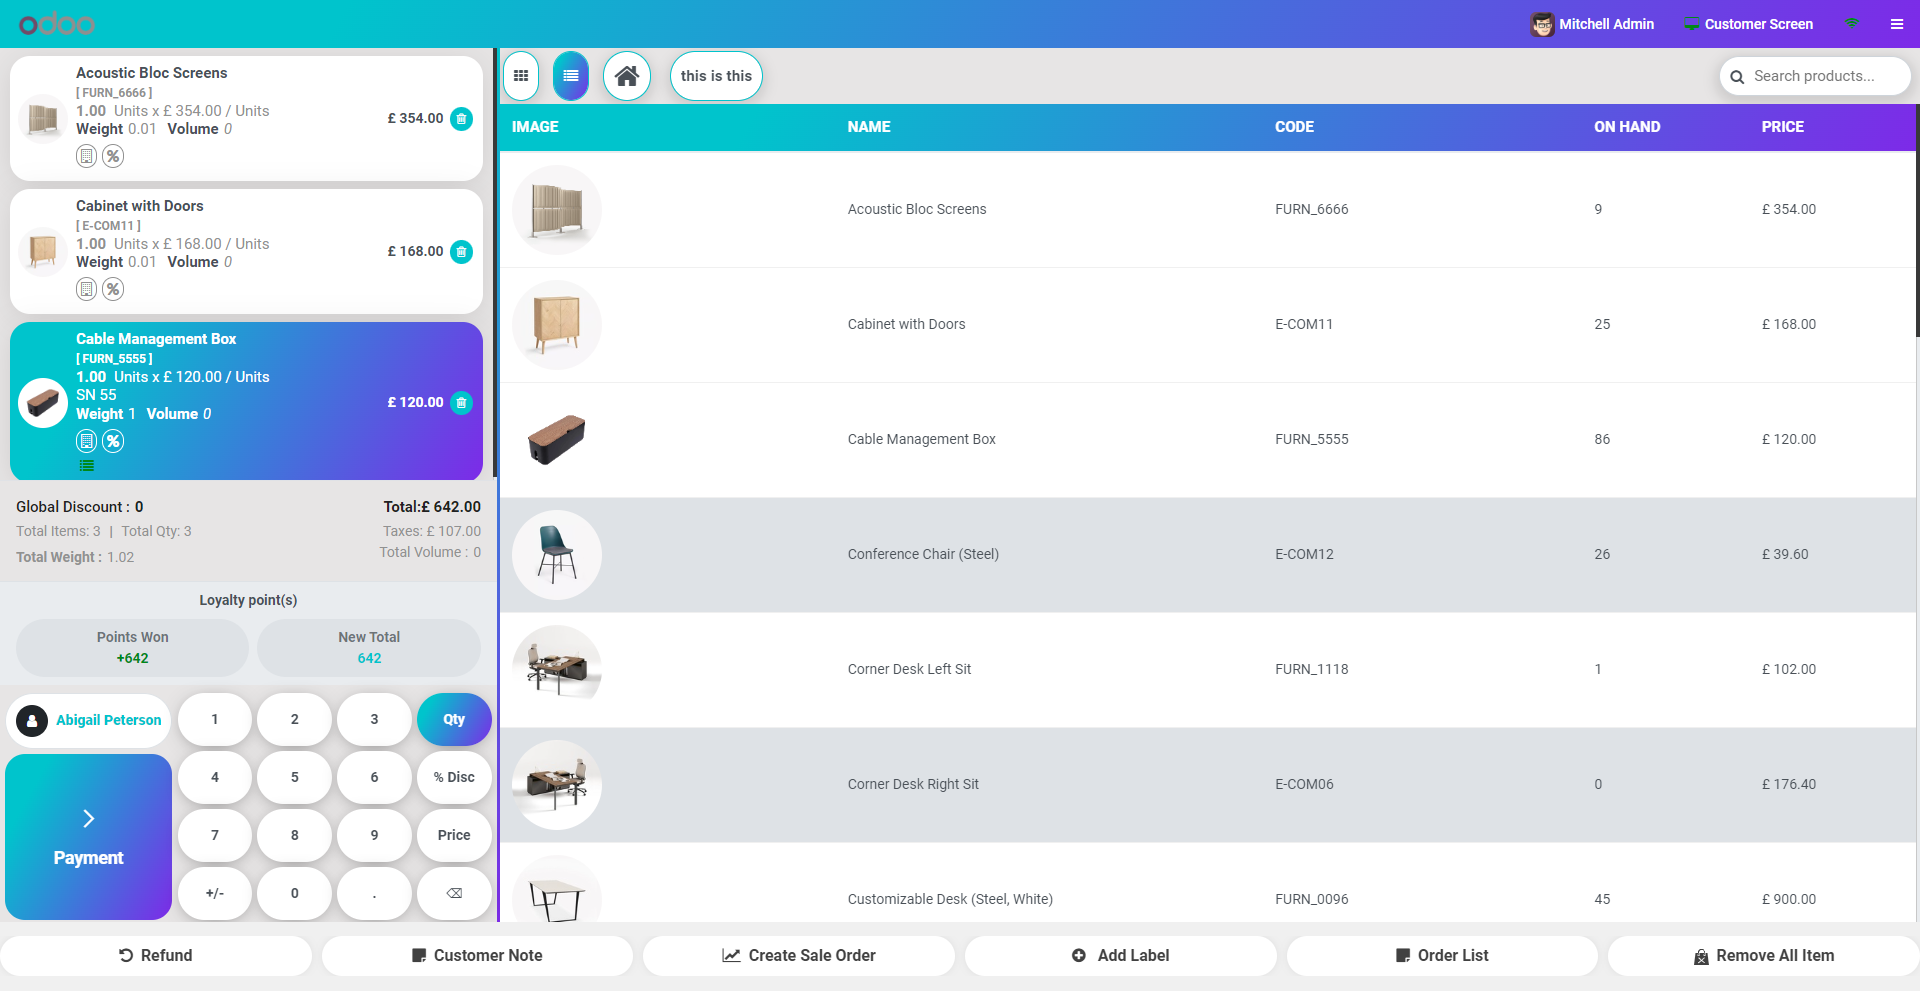 odoo
Mitchell Admin
Customer Screen
Acoustic Bloc Screens
[ FURN_6666 ]
1.00 Units x £ 354.00 / Units
Weight 0.01 Volume 0
£ 354.00
Cabinet with Doors
[ E-COM11 ]
1.00 Units x £ 168.00 / Units
Weight 0.01 Volume 0
£ 168.00
Cable Management Box
[ FURN_5555 ]
1.00 Units x £ 120.00 / Units
SN 55
Weight 1 Volume 0
£ 120.00
Global Discount : 0
Total:£ 642.00
Total Items: 3 | Total Qty: 3
Taxes: £ 107.00
Total Weight : 1.02
Total Volume : 0
Loyalty point(s)
Points Won
+642
New Total
642
Abigail Peterson
Payment
1 2 3 Qty
4 5 6 % Disc
7 8 9 Price
+/- 0 . ⌫
this is this
Search products...
IMAGE NAME CODE ON HAND PRICE
Acoustic Bloc Screens FURN_6666 9 £ 354.00
Cabinet with Doors E-COM11 25 £ 168.00
Cable Management Box FURN_5555 86 £ 120.00
Conference Chair (Steel) E-COM12 26 £ 39.60
Corner Desk Left Sit FURN_1118 1 £ 102.00
Corner Desk Right Sit E-COM06 0 £ 176.40
Customizable Desk (Steel, White) FURN_0096 45 £ 900.00
Refund
Customer Note
Create Sale Order
Add Label
Order List
Remove All Item